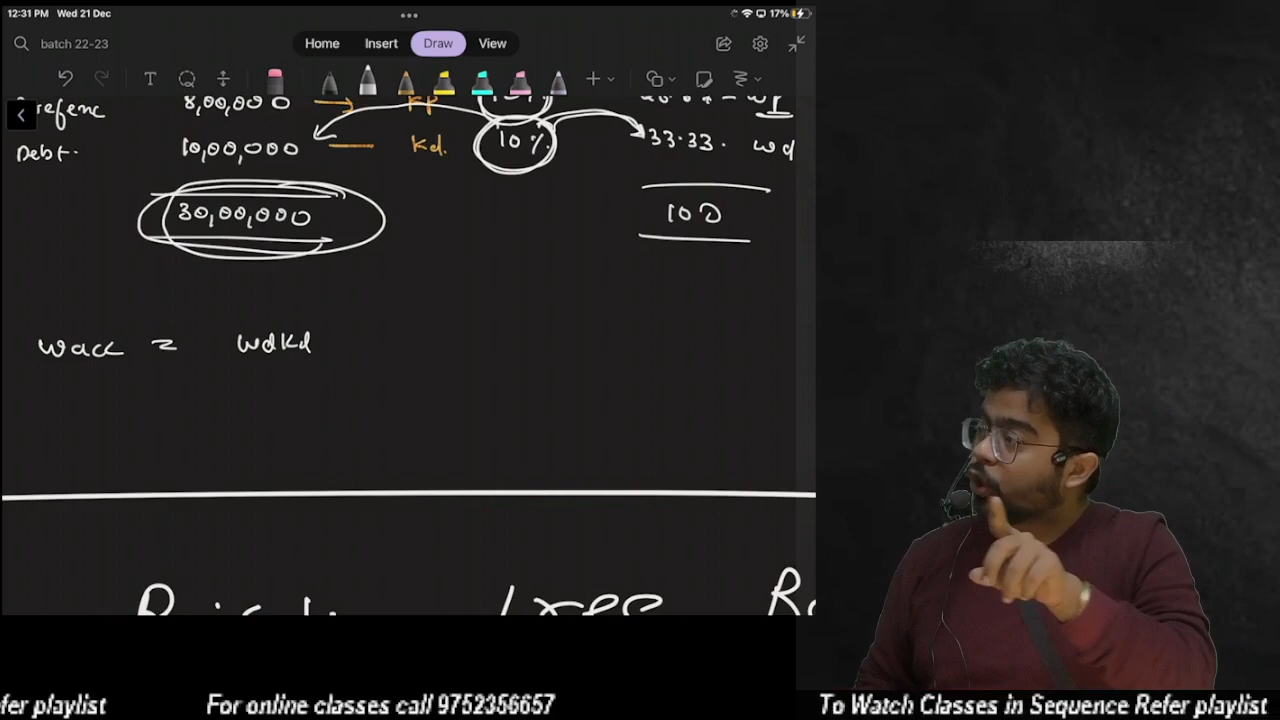 12:31 PM Wed 21 Dec 17%
batch 22-23 Home Insert Draw View
T
refenc 8,00,000 Kp
Debt. 10,00,000 Kd. 10 % 33.33. wd
30,00,000 100
wacc = wdkd
fer playlist For online classes call 9752356657 To Watch Classes in Sequence Refer playlist